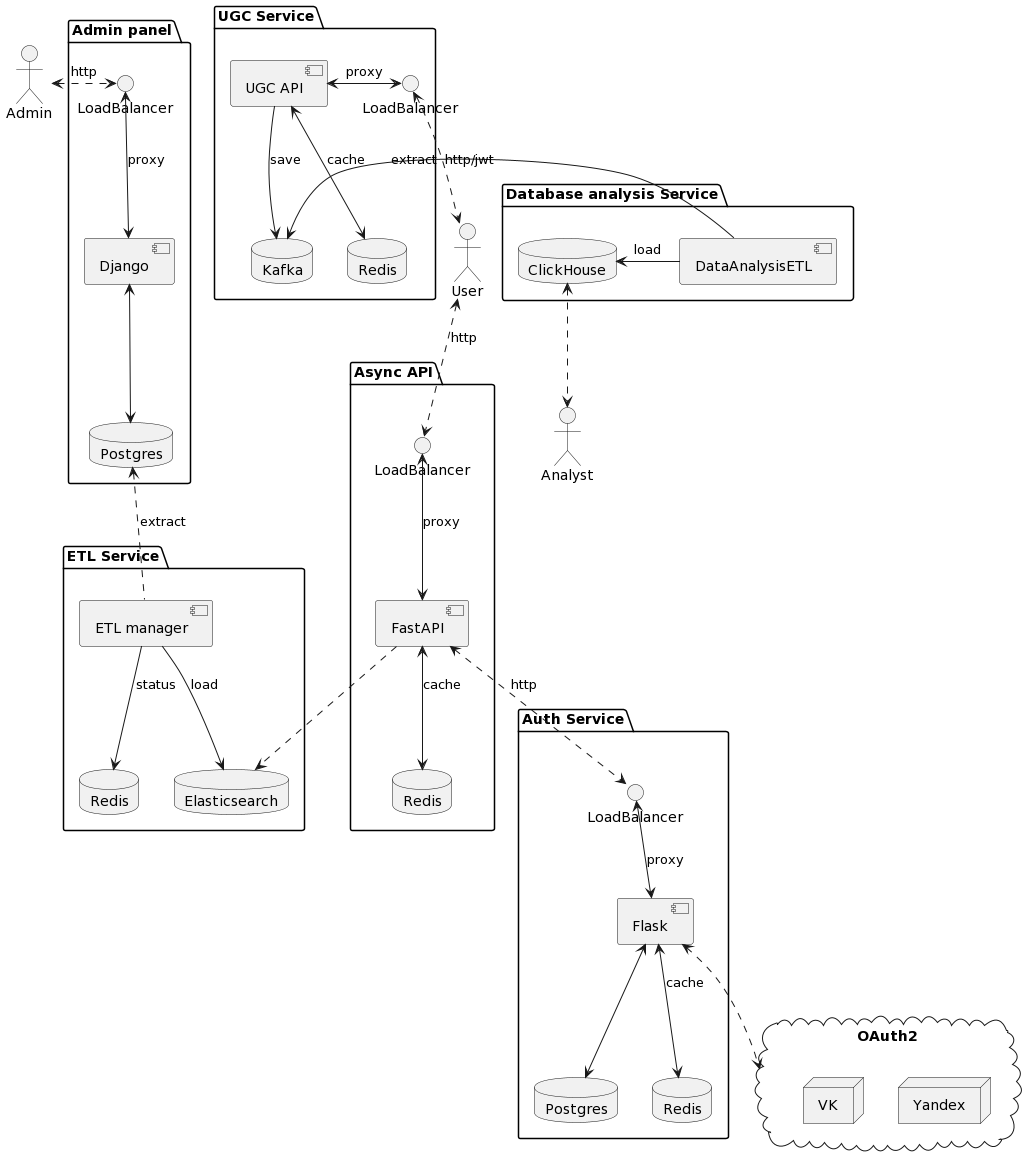 UGC Service
Admin panel
http
proxy
UGC API
Admin
LoadBalancer
LoadBalancer
proxy
save
cache
extract
http/jwt
Database analysis Service
load
Django
Kafka
Redis
ClickHouse
DataAnalysisETL
User
http
Async API
Postgres
LoadBalancer
Analyst
extract
proxy
ETL Service
ETL manager
FastAPI
status
load
cache
http
Auth Service
Redis
Elasticsearch
Redis
LoadBalancer
proxy
Flask
cache
OAuth2
Postgres
Redis
VK
Yandex